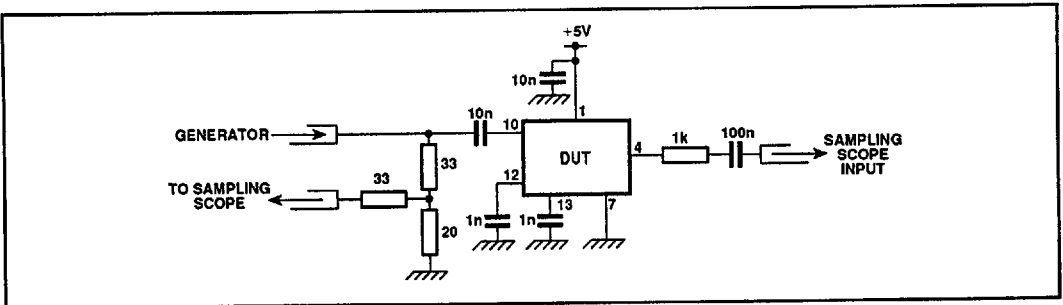 +5V
10n
10n
10
1
GENERATOR
DUT
4
1k
100n
SAMPLING
SCOPE
INPUT
33
12
33
TO SAMPLING
SCOPE
13
7
1n
1n
20